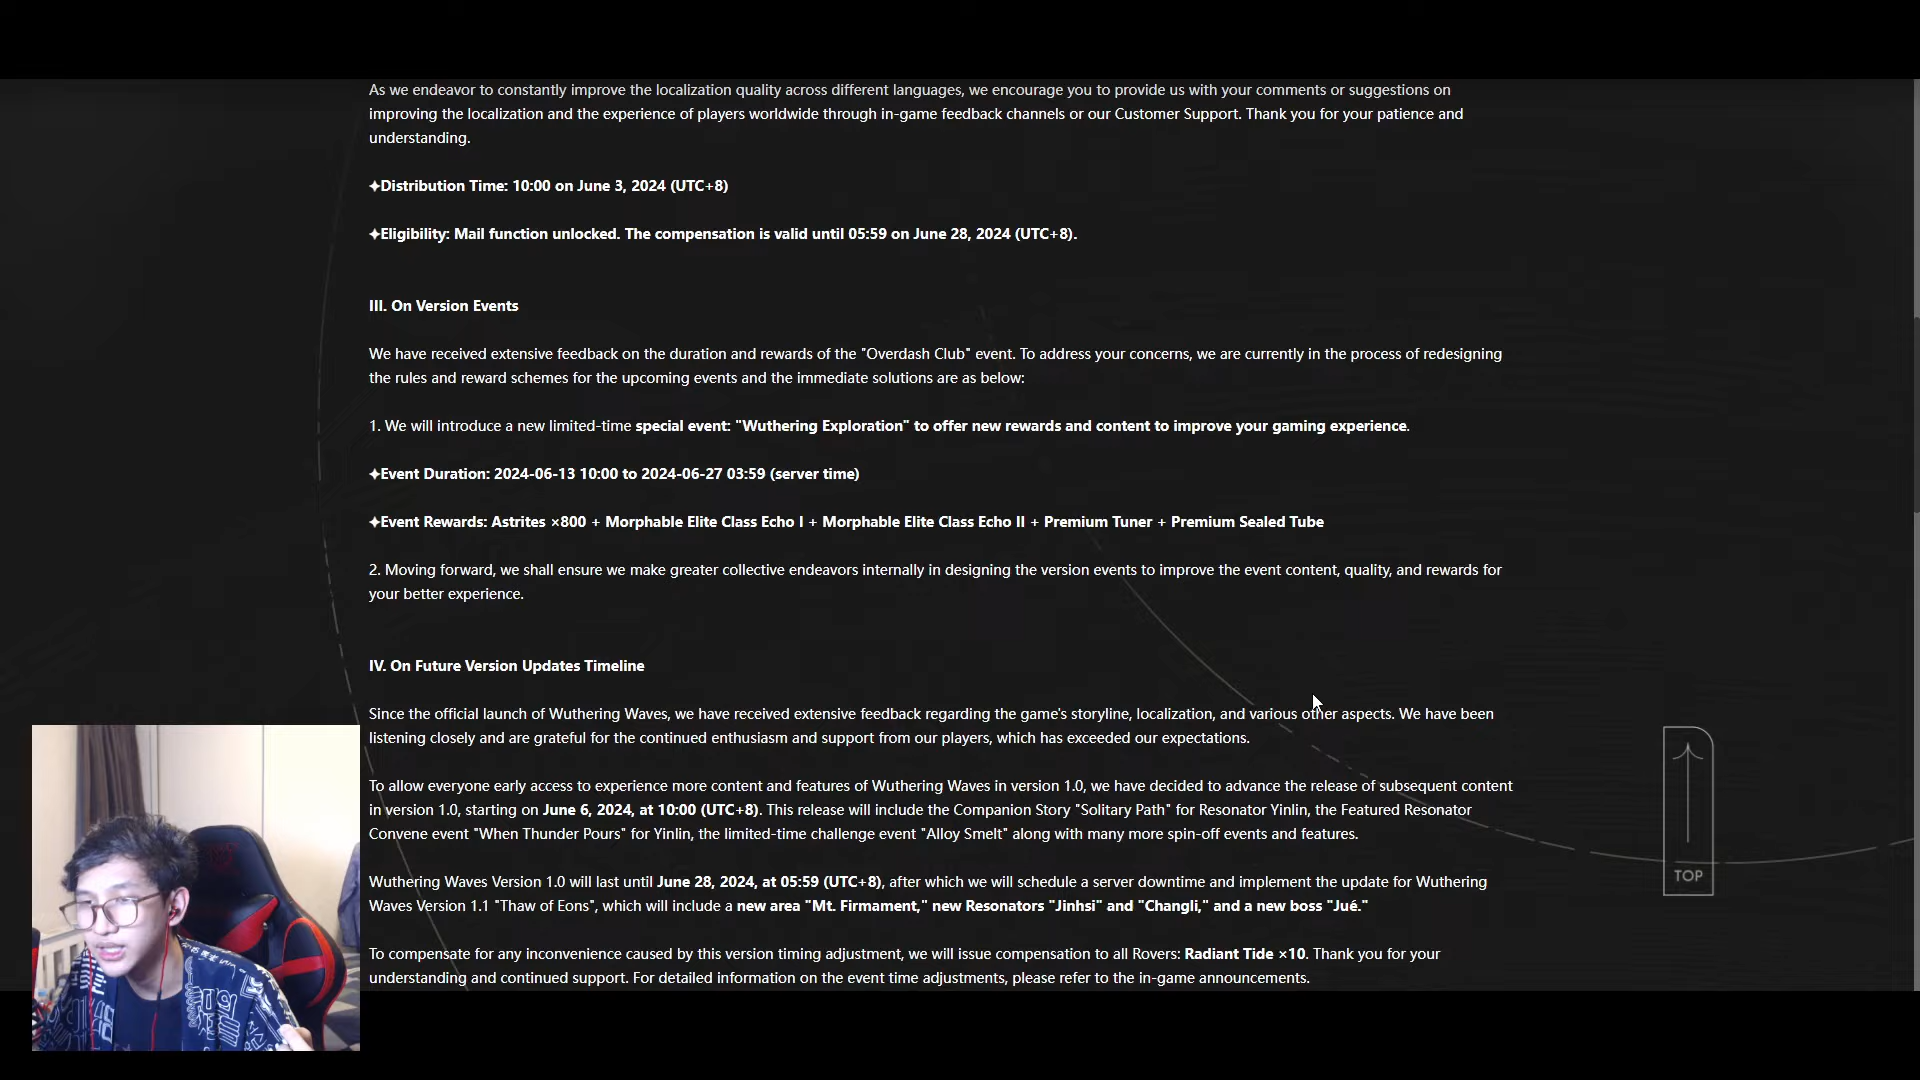 As we endeavor to constantly improve the localization quality across different languages, we encourage you to provide us with your comments or suggestions on
improving the localization and the experience of players worldwide through in-game feedback channels or our Customer Support. Thank you for your patience and
understanding.
✦Distribution Time: 10:00 on June 3, 2024 (UTC+8)
✦Eligibility: Mail function unlocked. The compensation is valid until 05:59 on June 28, 2024 (UTC+8).
III. On Version Events
We have received extensive feedback on the duration and rewards of the "Overdash Club" event. To address your concerns, we are currently in the process of redesigning
the rules and reward schemes for the upcoming events and the immediate solutions are as below:
1. We will introduce a new limited-time special event: "Wuthering Exploration" to offer new rewards and content to improve your gaming experience.
✦Event Duration: 2024-06-13 10:00 to 2024-06-27 03:59 (server time)
✦Event Rewards: Astrites ×800 + Morphable Elite Class Echo I + Morphable Elite Class Echo II + Premium Tuner + Premium Sealed Tube
2. Moving forward, we shall ensure we make greater collective endeavors internally in designing the version events to improve the event content, quality, and rewards for
your better experience.
IV. On Future Version Updates Timeline
Since the official launch of Wuthering Waves, we have received extensive feedback regarding the game's storyline, localization, and various other aspects. We have been
listening closely and are grateful for the continued enthusiasm and support from our players, which has exceeded our expectations.
To allow everyone early access to experience more content and features of Wuthering Waves in version 1.0, we have decided to advance the release of subsequent content
in version 1.0, starting on June 6, 2024, at 10:00 (UTC+8). This release will include the Companion Story "Solitary Path" for Resonator Yinlin, the Featured Resonator
Convene event "When Thunder Pours" for Yinlin, the limited-time challenge event "Alloy Smelt" along with many more spin-off events and features.
Wuthering Waves Version 1.0 will last until June 28, 2024, at 05:59 (UTC+8), after which we will schedule a server downtime and implement the update for Wuthering
Waves Version 1.1 "Thaw of Eons", which will include a new area "Mt. Firmament," new Resonators "Jinhsi" and "Changli," and a new boss "Jué."
To compensate for any inconvenience caused by this version timing adjustment, we will issue compensation to all Rovers: Radiant Tide ×10. Thank you for your
understanding and continued support. For detailed information on the event time adjustments, please refer to the in-game announcements.
TOP